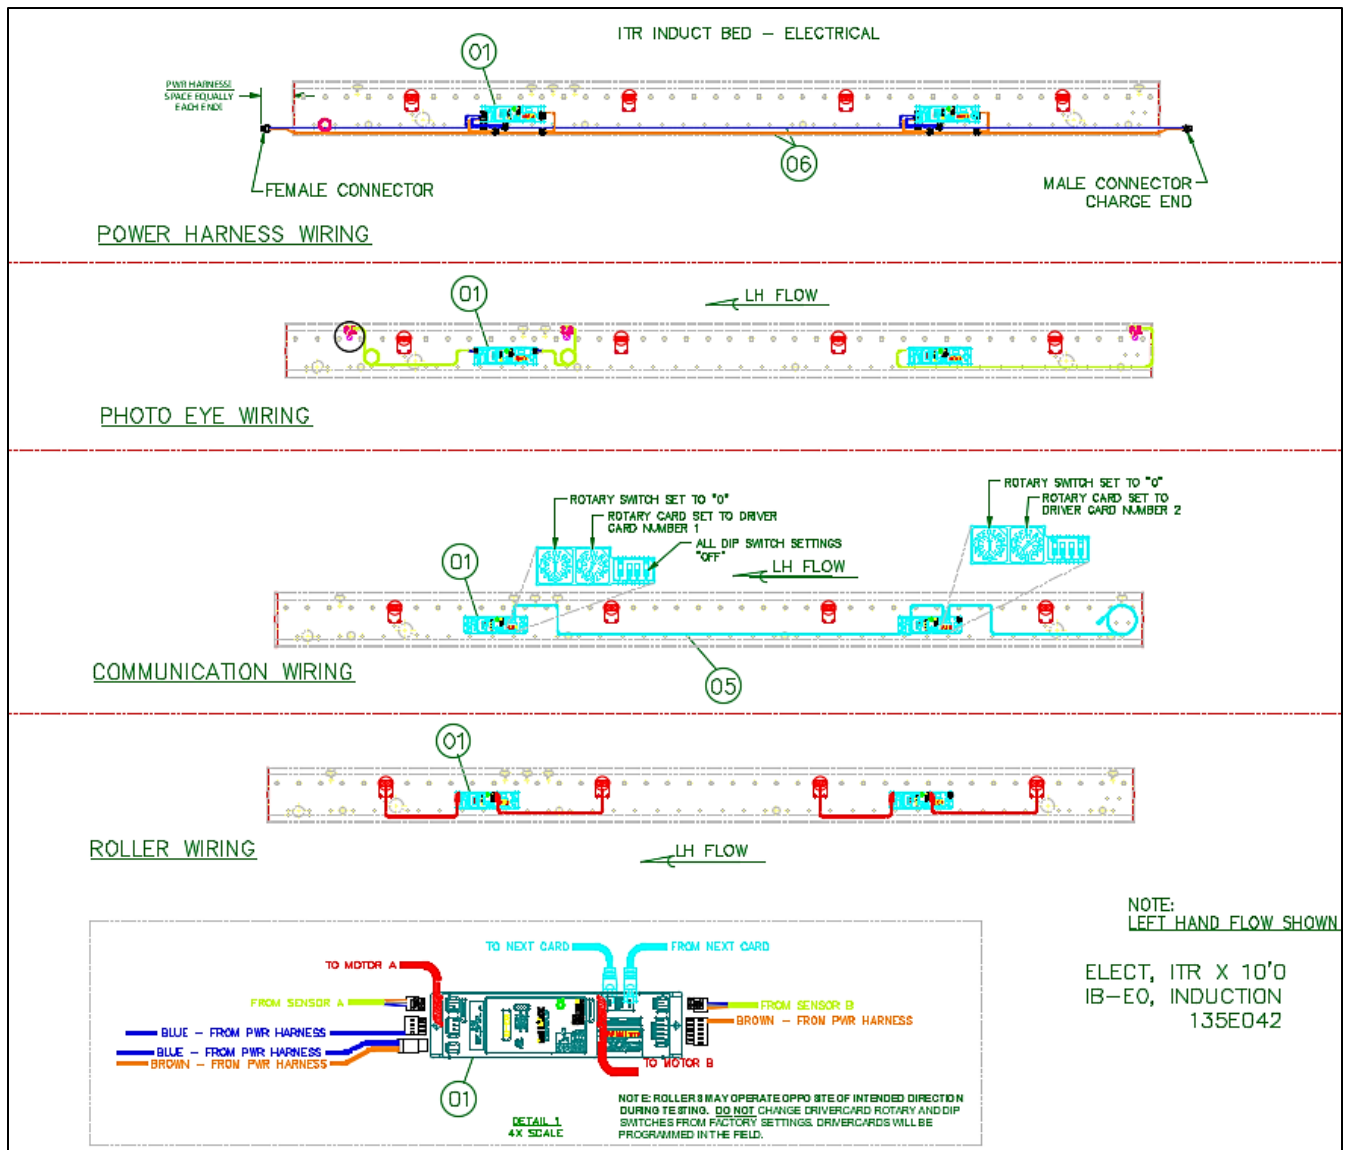 ITR INDUCT BED - ELECTRICAL
01
PWR HARNESS:
SPACE EQUALLY
EACH END!
06
FEMALE CONNECTOR
MALE CONNECTOR
CHARGE END
POWER HARNESS WIRING
01
LH FLOW
PHOTO EYE WIRING
ROTARY SWITCH SET TO "0"
ROTARY CARD SET TO DRIVER
CARD NUMBER 1
ALL DIP SWITCH SETTINGS
"OFF"
ROTARY SWITCH SET TO "0"
ROTARY CARD SET TO
DRIVER CARD NUMBER 2
01
LH FLOW
COMMUNICATION WIRING
05
01
ROLLER WIRING
LH FLOW
NOTE:
LEFT HAND FLOW SHOWN
ELECT, ITR X 10'0
IB-EO, INDUCTION
135E042
TO NEXT CARD
FROM NEXT CARD
TO MOTOR A
FROM SENSOR A
FROM SENSOR B
BLUE - FROM PWR HARNESS
BROWN - FROM PWR HARNESS
BLUE - FROM PWR HARNESS
BROWN - FROM PWR HARNESS
TO MOTOR B
01
DETAIL 1
4X SCALE
NOTE: ROLLERS MAY OPERATE OPPOSITE OF INTENDED DIRECTION
DURING TESTING. DO NOT CHANGE DRIVERCARD ROTARY AND DIP
SWITCHES FROM FACTORY SETTINGS. DRIVERCARDS WILL BE
PROGRAMMED IN THE FIELD.